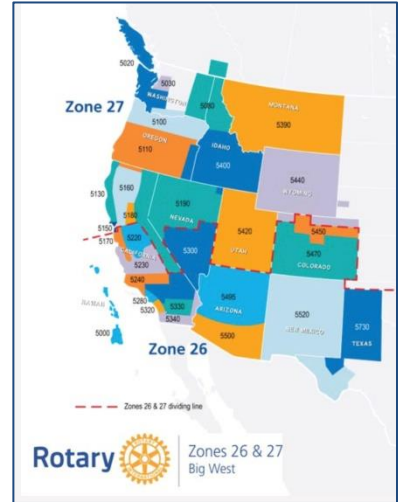 5020
5030
WASHINGTON
Zone 27
5080
MONTANA
5100
5390
OREGON
IDAHO
5110
5400
5440
WYOMING
5130
5160
5190
NEVADA
5180
5450
5150
5420
5170
5220
5300
UTAH
5470
COLORADO
CALIFORNIA
5230
5240
5495
5280
ARIZONA
5330
5520
5730
5320
5340
HAWAII
NEW MEXICO
TEXAS
5000
5500
Zone 26
Zones 26 & 27 dividing line
Rotary
Zones 26 & 27
Big West